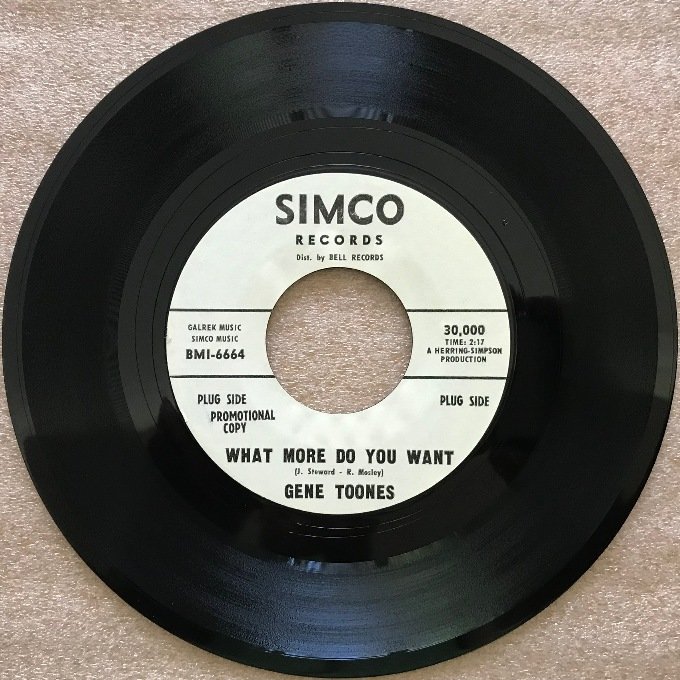 SIMCO
RECORDS
Dist. by BELL RECORDS
GALREK MUSIC
SIMCO MUSIC
BMI-6664
30,000
TIME: 2:17
A HERRING-SIMPSON
PRODUCTION
PLUG SIDE
PROMOTIONAL
COPY
PLUG SIDE
WHAT MORE DO YOU WANT
(J. Steward - R. Mosley)
GENE TOONES